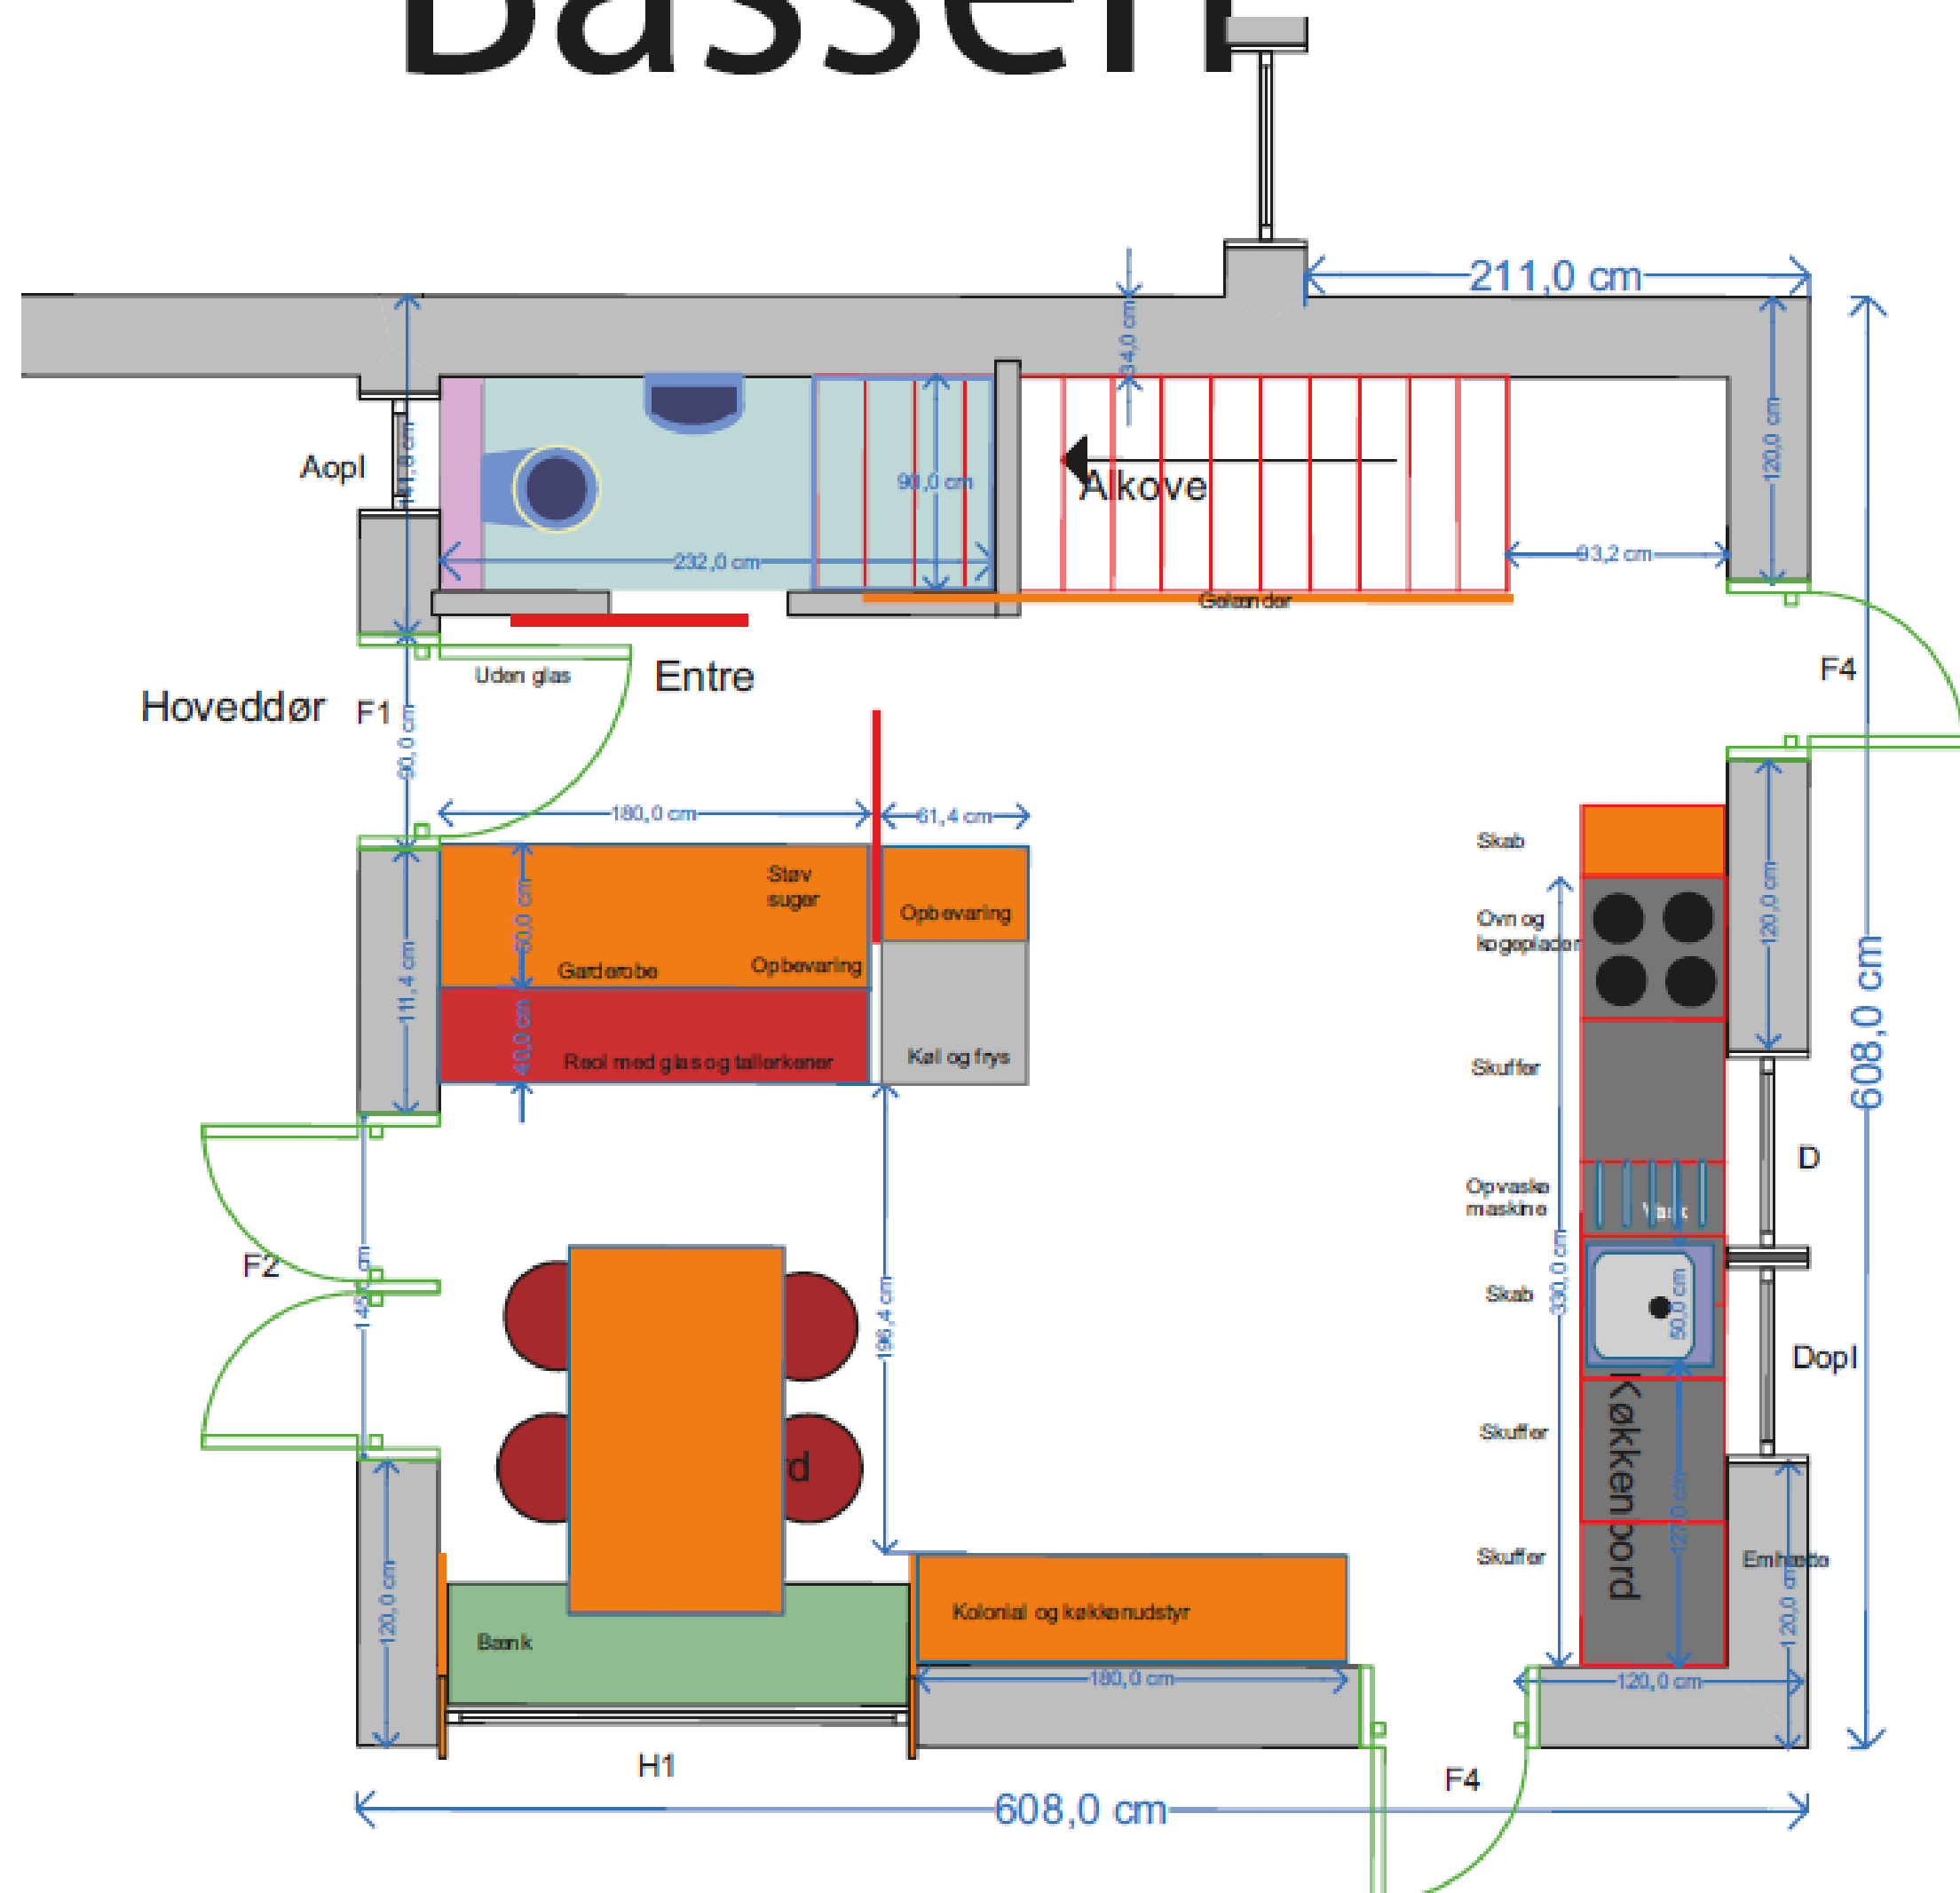 211,0 cm
34,0 cm
Aopl
120,0 cm
90,0 cm
Alkove
232,0 cm
93,2 cm
Gelænder
Uden glas
Entre
F4
Hoveddør
F1
90,0 cm
180,0 cm
61,4 cm
Støv
suger
Skab
Opbevaring
60,0 cm
Ovn og
kogeplader
120,0 cm
Garderobe
Opbevaring
111,4 cm
608,0 cm
40,0 cm
Reol med glas og tallerkener
Køl og frys
Skuffer
D
Opvaske
maskine
Vask
F2
196,4 cm
330,0 cm
Skab
50,0 cm
Dopl
Skuffer
d
Køkkenbord
127,0 cm
Skuffer
Emhætte
120,0 cm
Kolonial og køkkenudstyr
120,0 cm
Bænk
180,0 cm
120,0 cm
H1
F4
608,0 cm